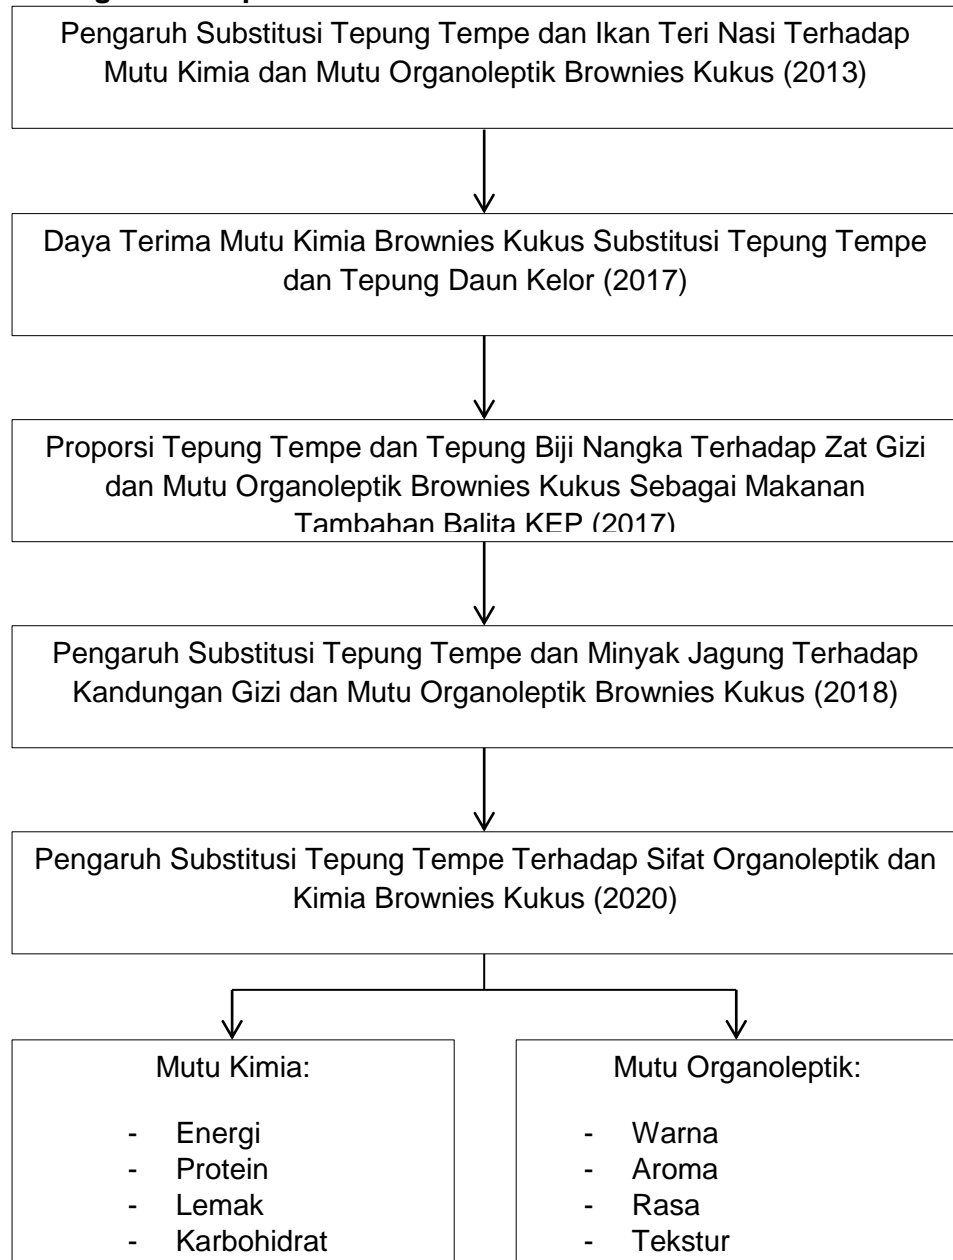 Pengaruh Substitusi Tepung Tempe dan Ikan Teri Nasi Terhadap
Mutu Kimia dan Mutu Organoleptik Brownies Kukus (2013)
Daya Terima Mutu Kimia Brownies Kukus Substitusi Tepung Tempe
dan Tepung Daun Kelor (2017)
Proporsi Tepung Tempe dan Tepung Biji Nangka Terhadap Zat Gizi
dan Mutu Organoleptik Brownies Kukus Sebagai Makanan
Tambahan Balita KEP (2017)
Pengaruh Substitusi Tepung Tempe dan Minyak Jagung Terhadap
Kandungan Gizi dan Mutu Organoleptik Brownies Kukus (2018)
Pengaruh Substitusi Tepung Tempe Terhadap Sifat Organoleptik dan
Kimia Brownies Kukus (2020)
Mutu Kimia:
- Energi
- Protein
- Lemak
- Karbohidrat
Mutu Organoleptik:
- Warna
- Aroma
- Rasa
- Tekstur